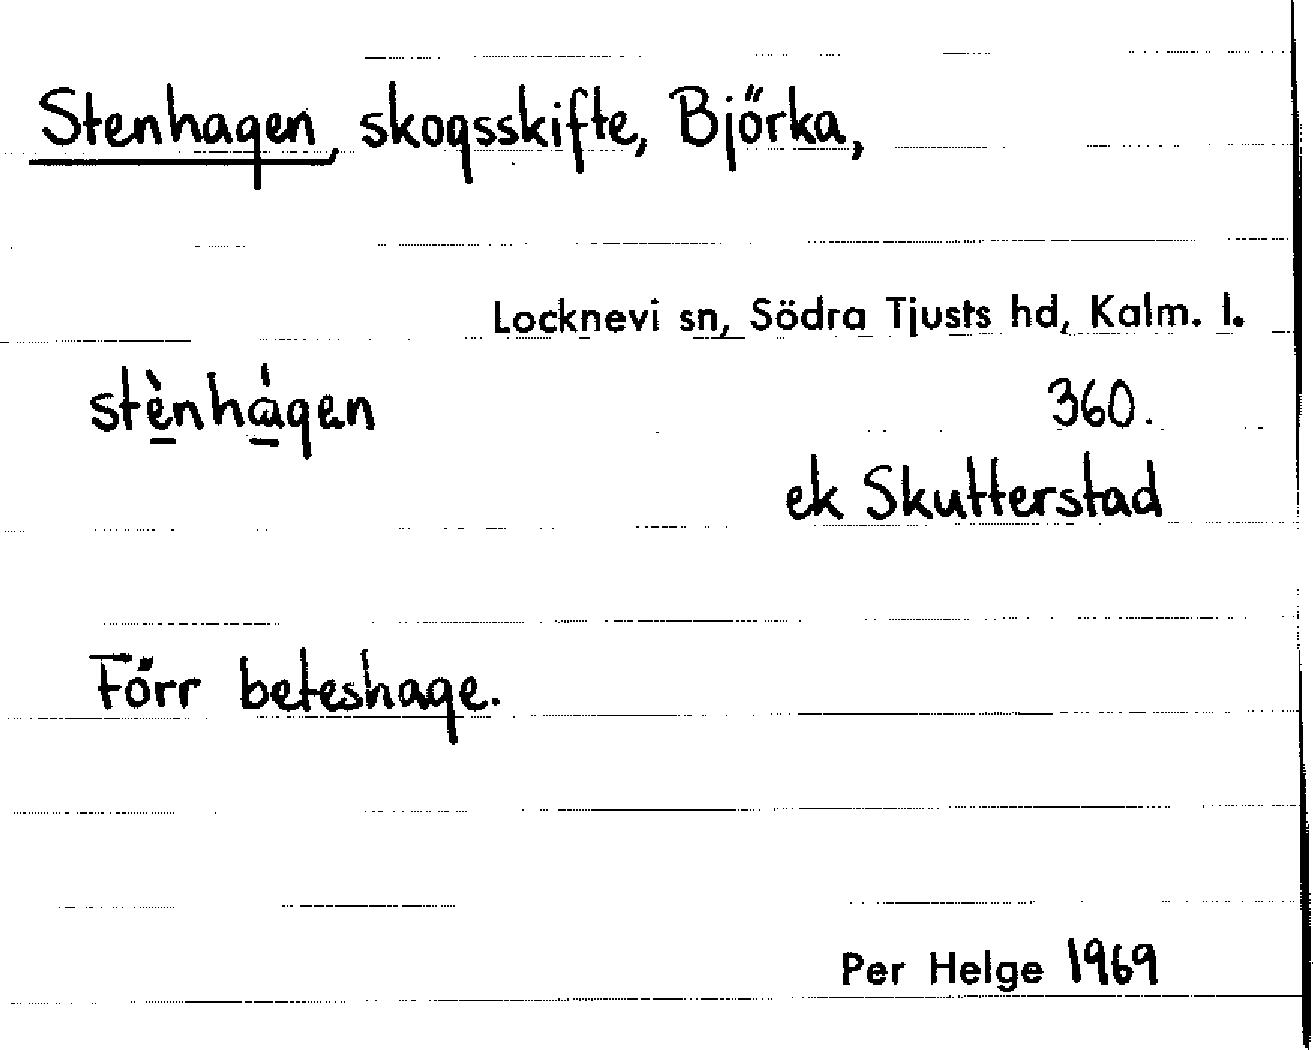 Stenhagen, skogsskifte, Björka,
Locknevi sn, Södra Tjusts hd, Kalm. l.
stènhágen 360.
ek Skutterstad
Förr beteshage.
Per Helge 1969